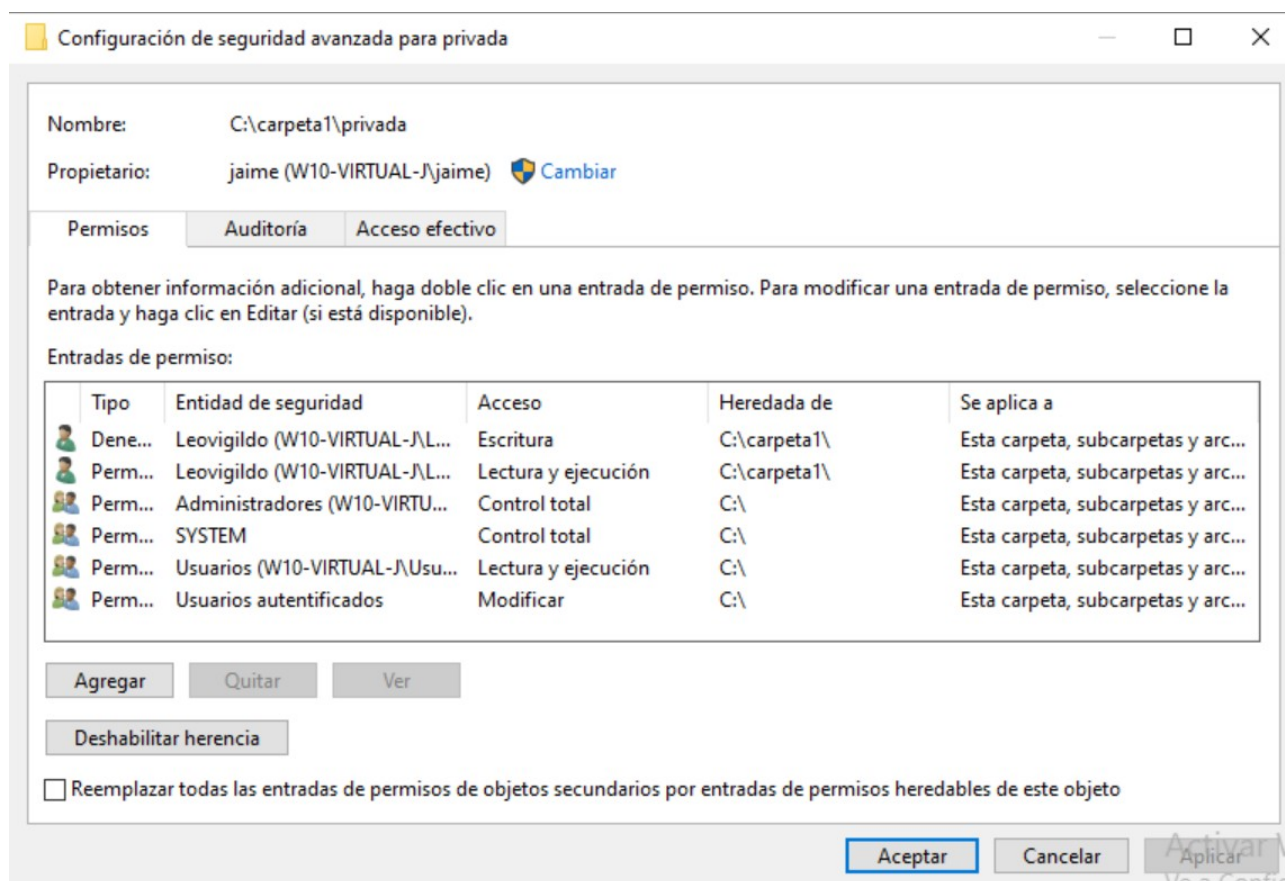 Configuración de seguridad avanzada para privada
Nombre: C:\carpeta1\privada
Propietario: jaime (W10-VIRTUAL-J\jaime) Cambiar
Permisos Auditoría Acceso efectivo
Para obtener información adicional, haga doble clic en una entrada de permiso. Para modificar una entrada de permiso, seleccione la
entrada y haga clic en Editar (si está disponible).
Entradas de permiso:
Tipo Entidad de seguridad Acceso Heredada de Se aplica a
Dene... Leovigildo (W10-VIRTUAL-J\L... Escritura C:\carpeta1\ Esta carpeta, subcarpetas y arc...
Perm... Leovigildo (W10-VIRTUAL-J\L... Lectura y ejecución C:\carpeta1\ Esta carpeta, subcarpetas y arc...
Perm... Administradores (W10-VIRTU... Control total C:\ Esta carpeta, subcarpetas y arc...
Perm... SYSTEM Control total C:\ Esta carpeta, subcarpetas y arc...
Perm... Usuarios (W10-VIRTUAL-J\Usu... Lectura y ejecución C:\ Esta carpeta, subcarpetas y arc...
Perm... Usuarios autentificados Modificar C:\ Esta carpeta, subcarpetas y arc...
Agregar Quitar Ver
Deshabilitar herencia
Reemplazar todas las entradas de permisos de objetos secundarios por entradas de permisos heredables de este objeto
Activar
Aceptar Cancelar Aplicar